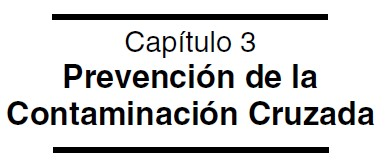 Capítulo 3
Prevención de la
Contaminación Cruzada